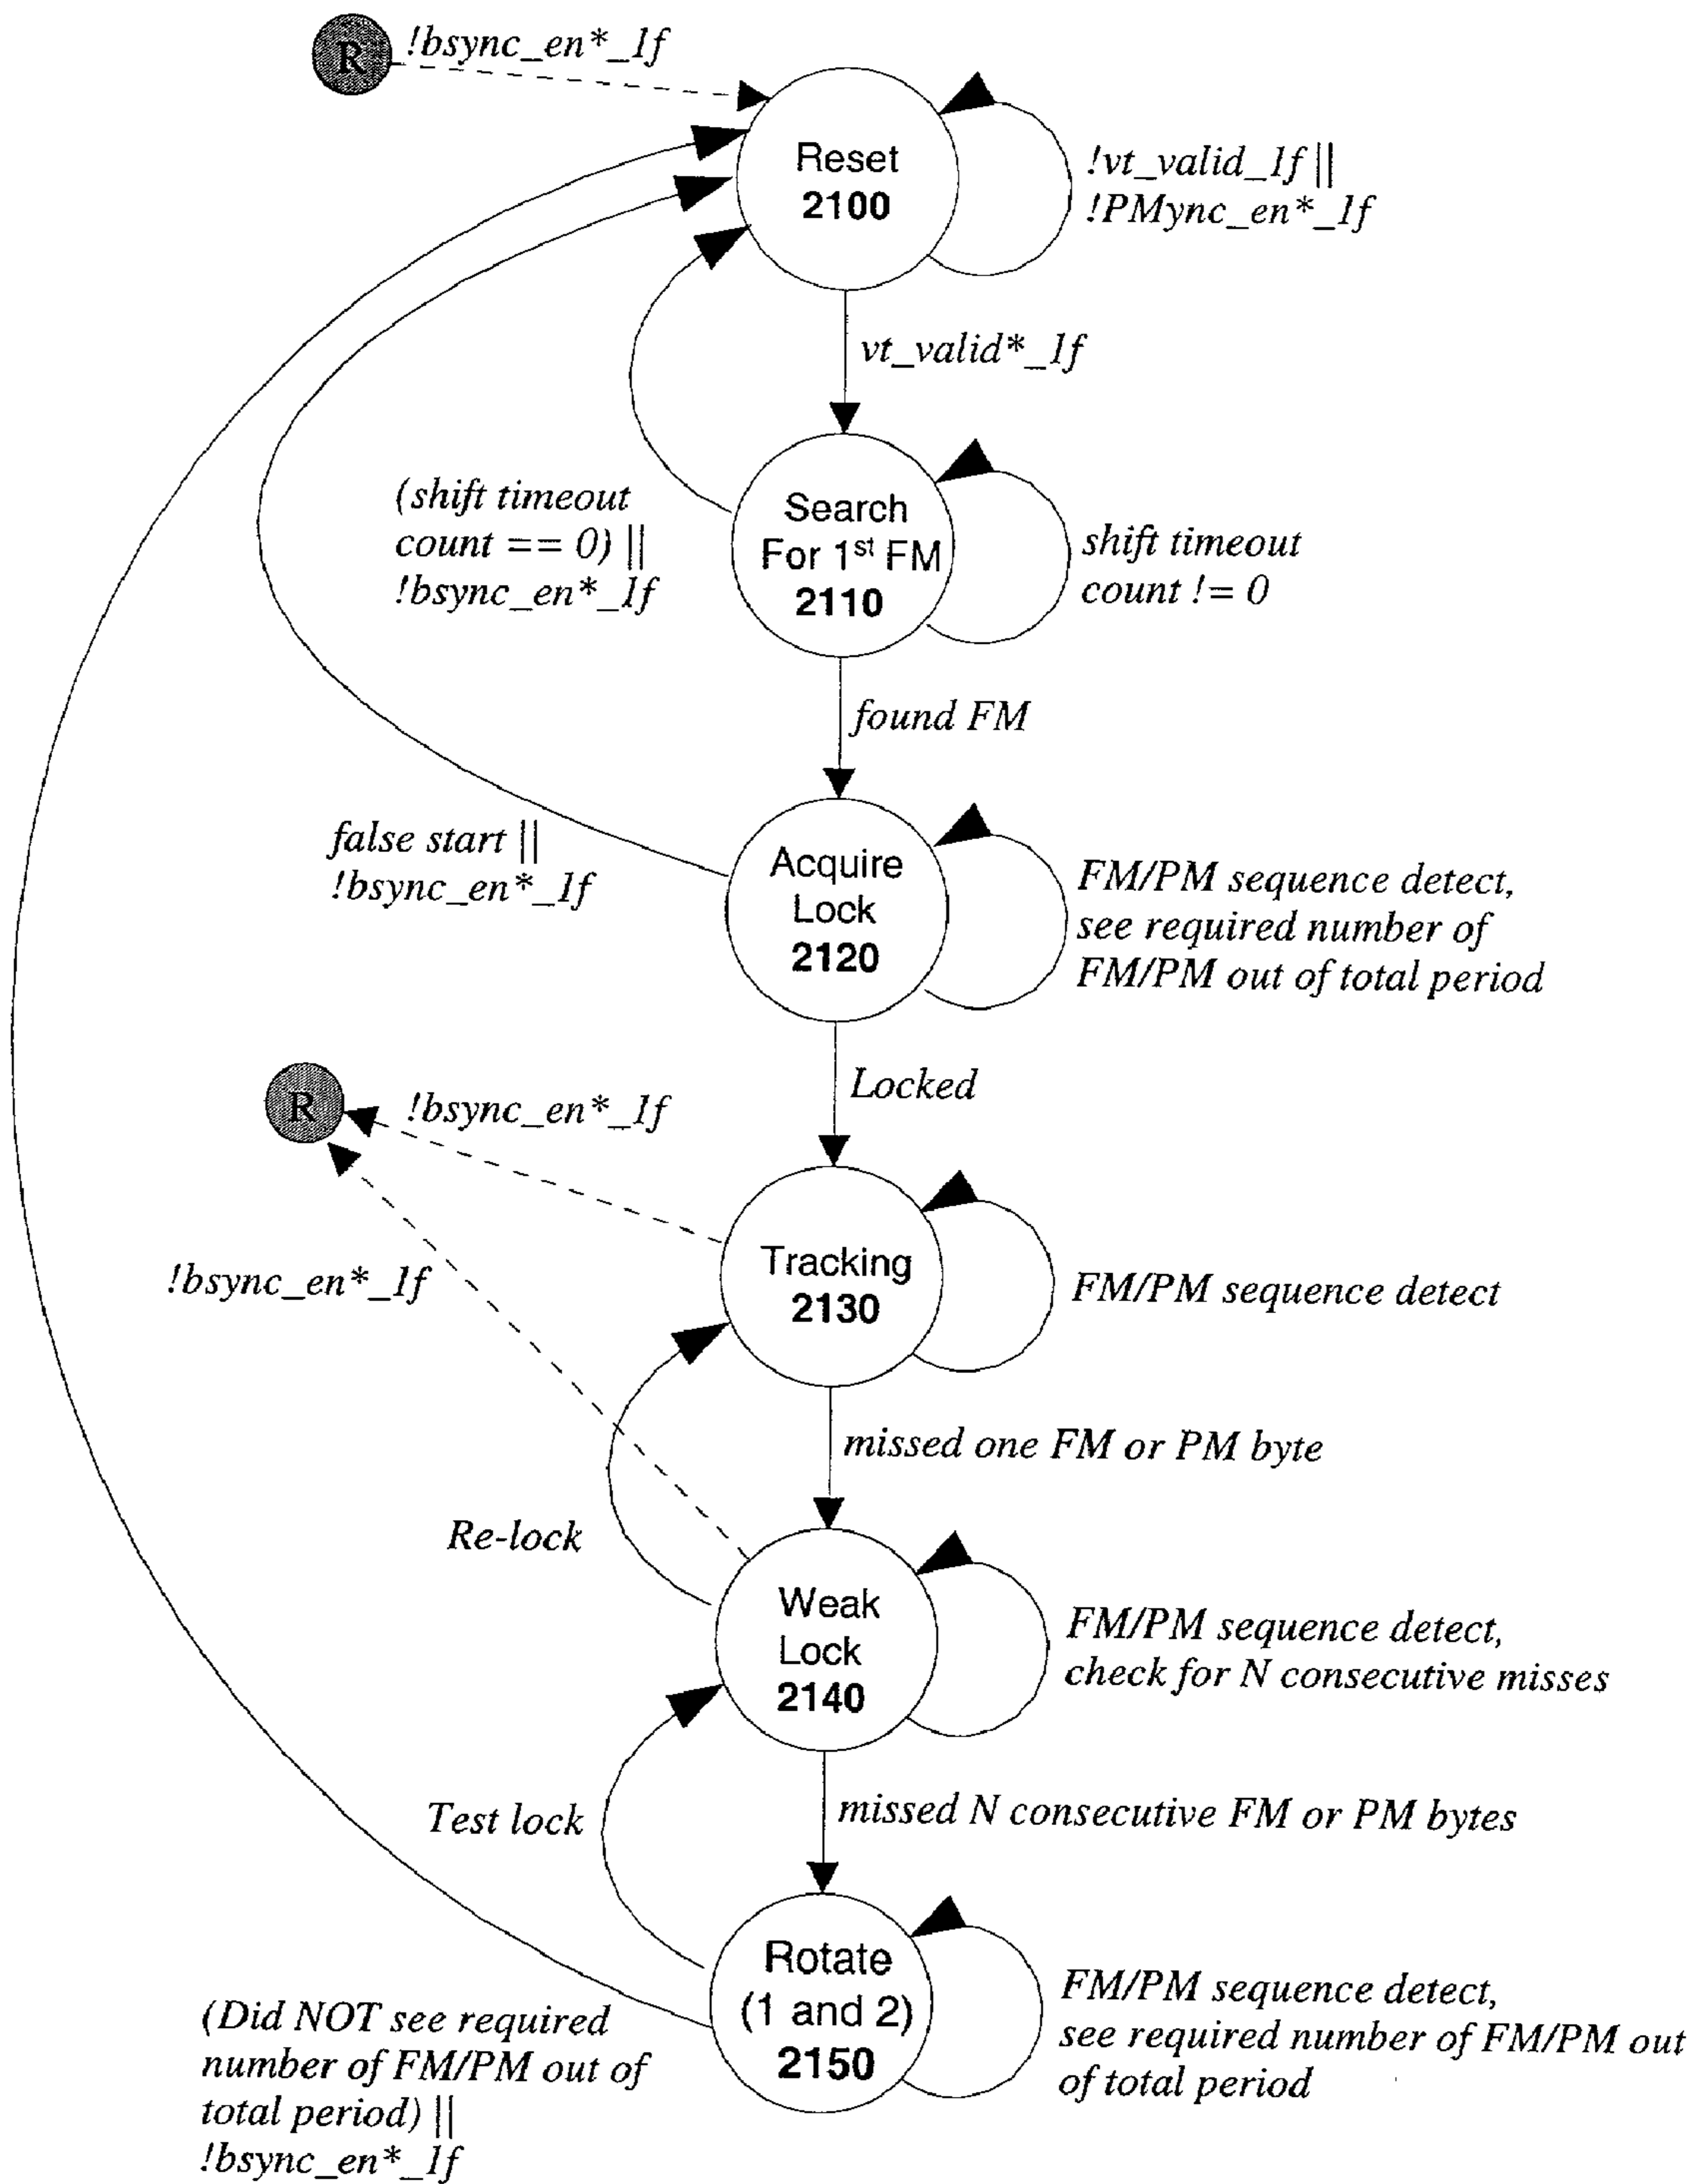 R
!bsync_en*_1f
Reset
2100
!vt_valid_1f ||
!PMync_en*_1f
vt_valid*_1f
(shift timeout
count == 0) ||
!bsync_en*_1f
Search
For 1st FM
2110
shift timeout
count != 0
found FM
false start ||
!bsync_en*_1f
Acquire
Lock
2120
FM/PM sequence detect,
see required number of
FM/PM out of total period
Locked
R
!bsync_en*_1f
!bsync_en*_1f
Tracking
2130
FM/PM sequence detect
missed one FM or PM byte
Re-lock
Weak
Lock
2140
FM/PM sequence detect,
check for N consecutive misses
Test lock
missed N consecutive FM or PM bytes
Rotate
(1 and 2)
2150
FM/PM sequence detect,
see required number of FM/PM out
of total period
(Did NOT see required
number of FM/PM out of
total period) ||
!bsync_en*_1f